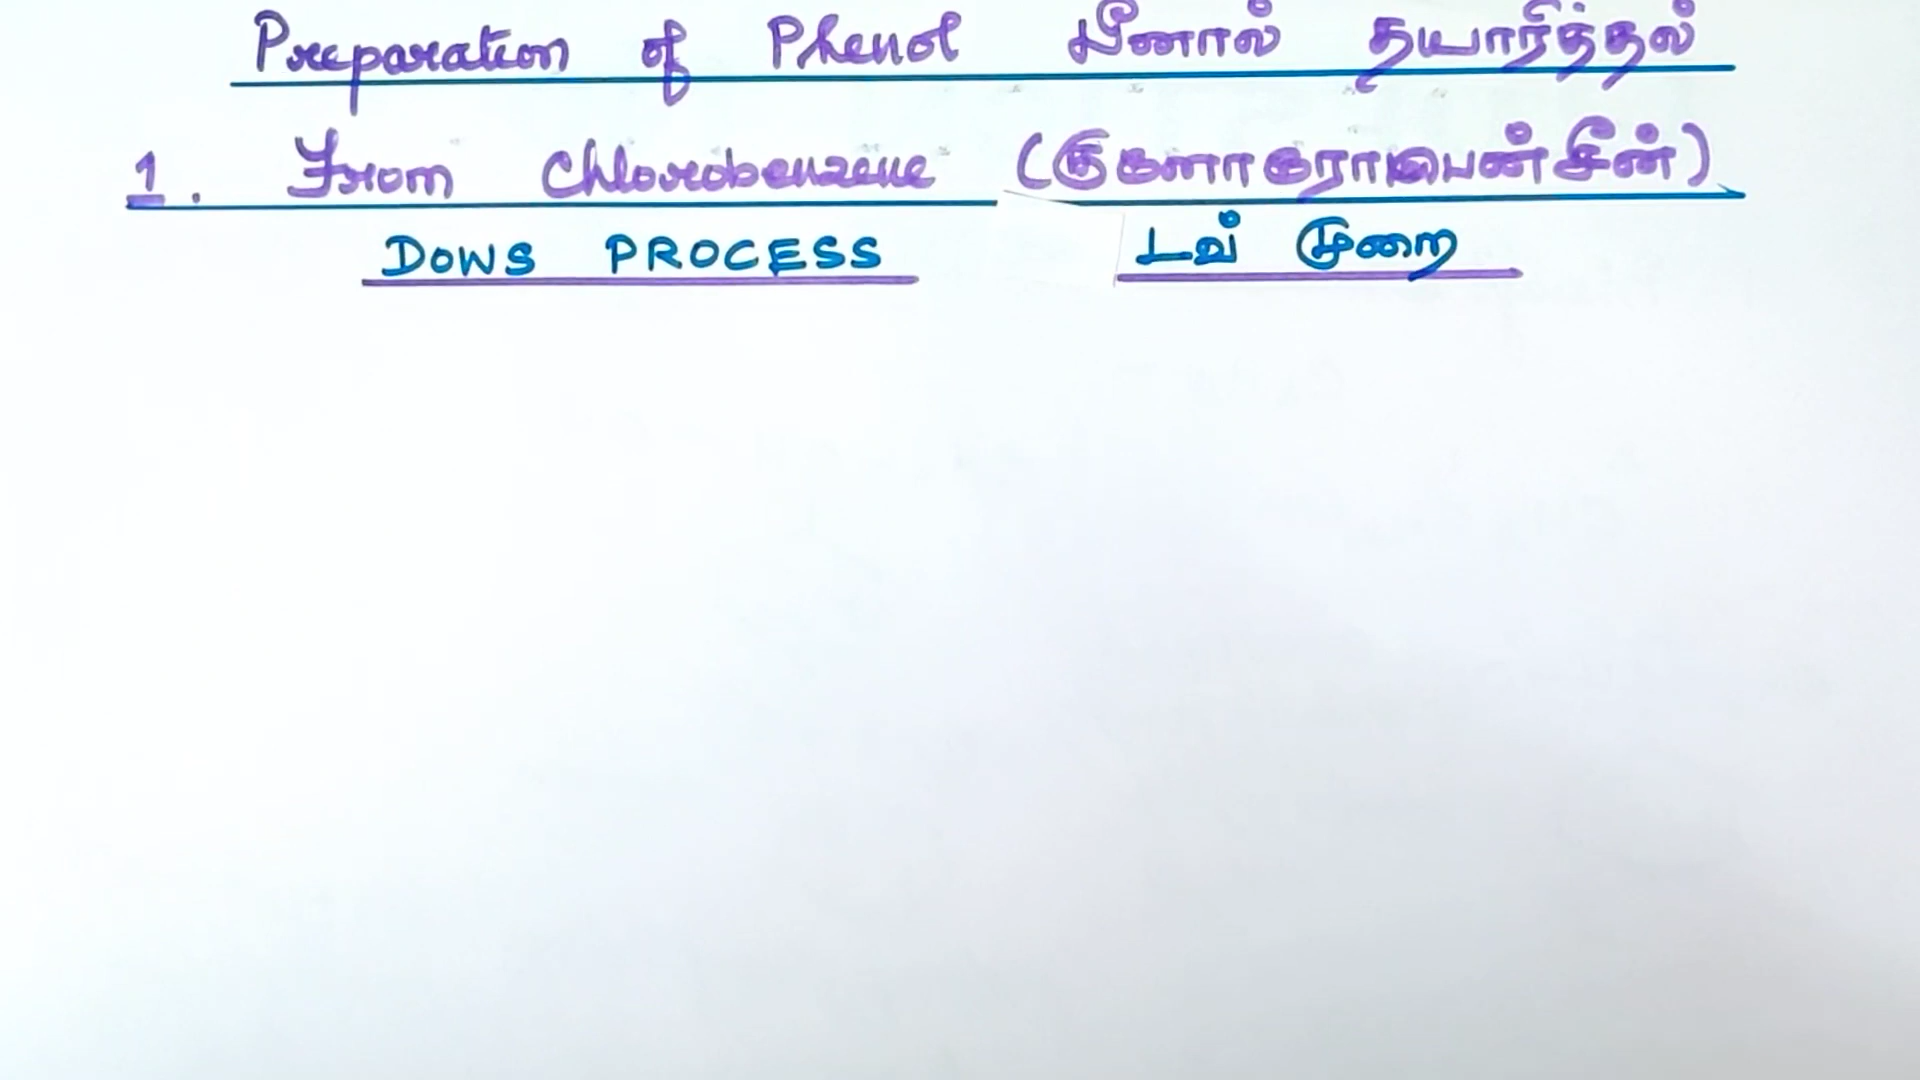 Preparation of Phenol பீனால் தயாரித்தல்
1. From Chlorobenzene (குளோரோபென்சீன்)
DOWS PROCESS டவ் முறை